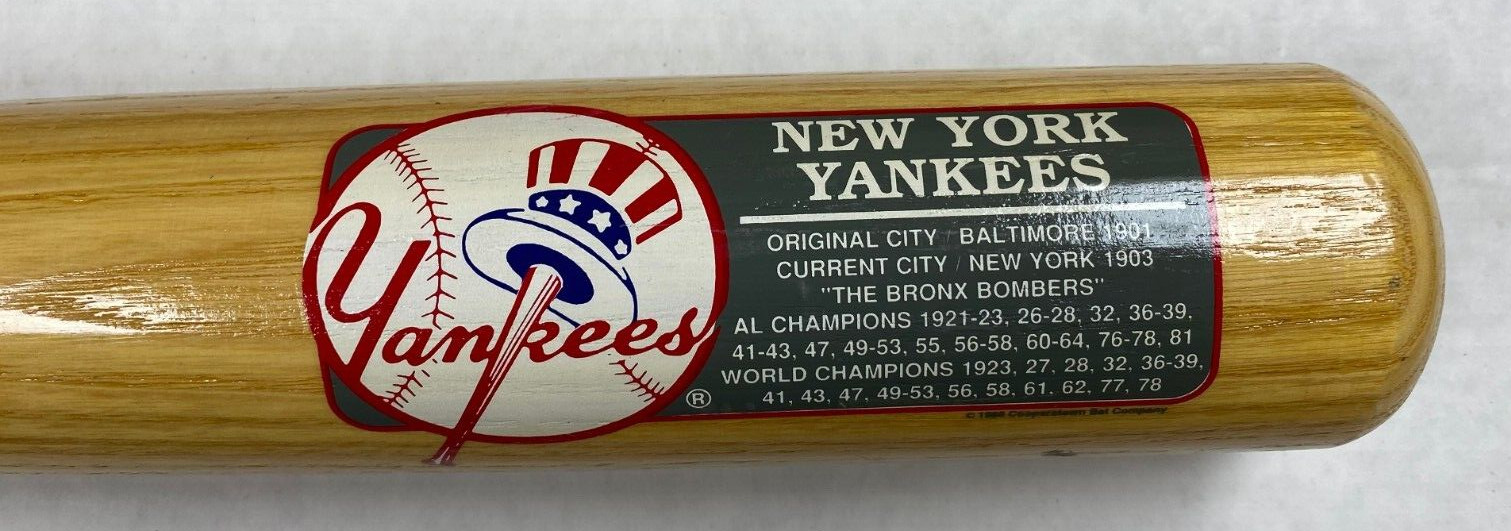 Yankees
®
NEW YORK
YANKEES
ORIGINAL CITY / BALTIMORE 1901
CURRENT CITY / NEW YORK 1903
"THE BRONX BOMBERS"
AL CHAMPIONS 1921-23, 26-28, 32, 36-39,
41-43, 47, 49-53, 55, 56-58, 60-64, 76-78, 81
WORLD CHAMPIONS 1923, 27, 28, 32, 36-39,
41, 43, 47, 49-53, 56, 58, 61, 62, 77, 78
© Cooperstown Bat Company